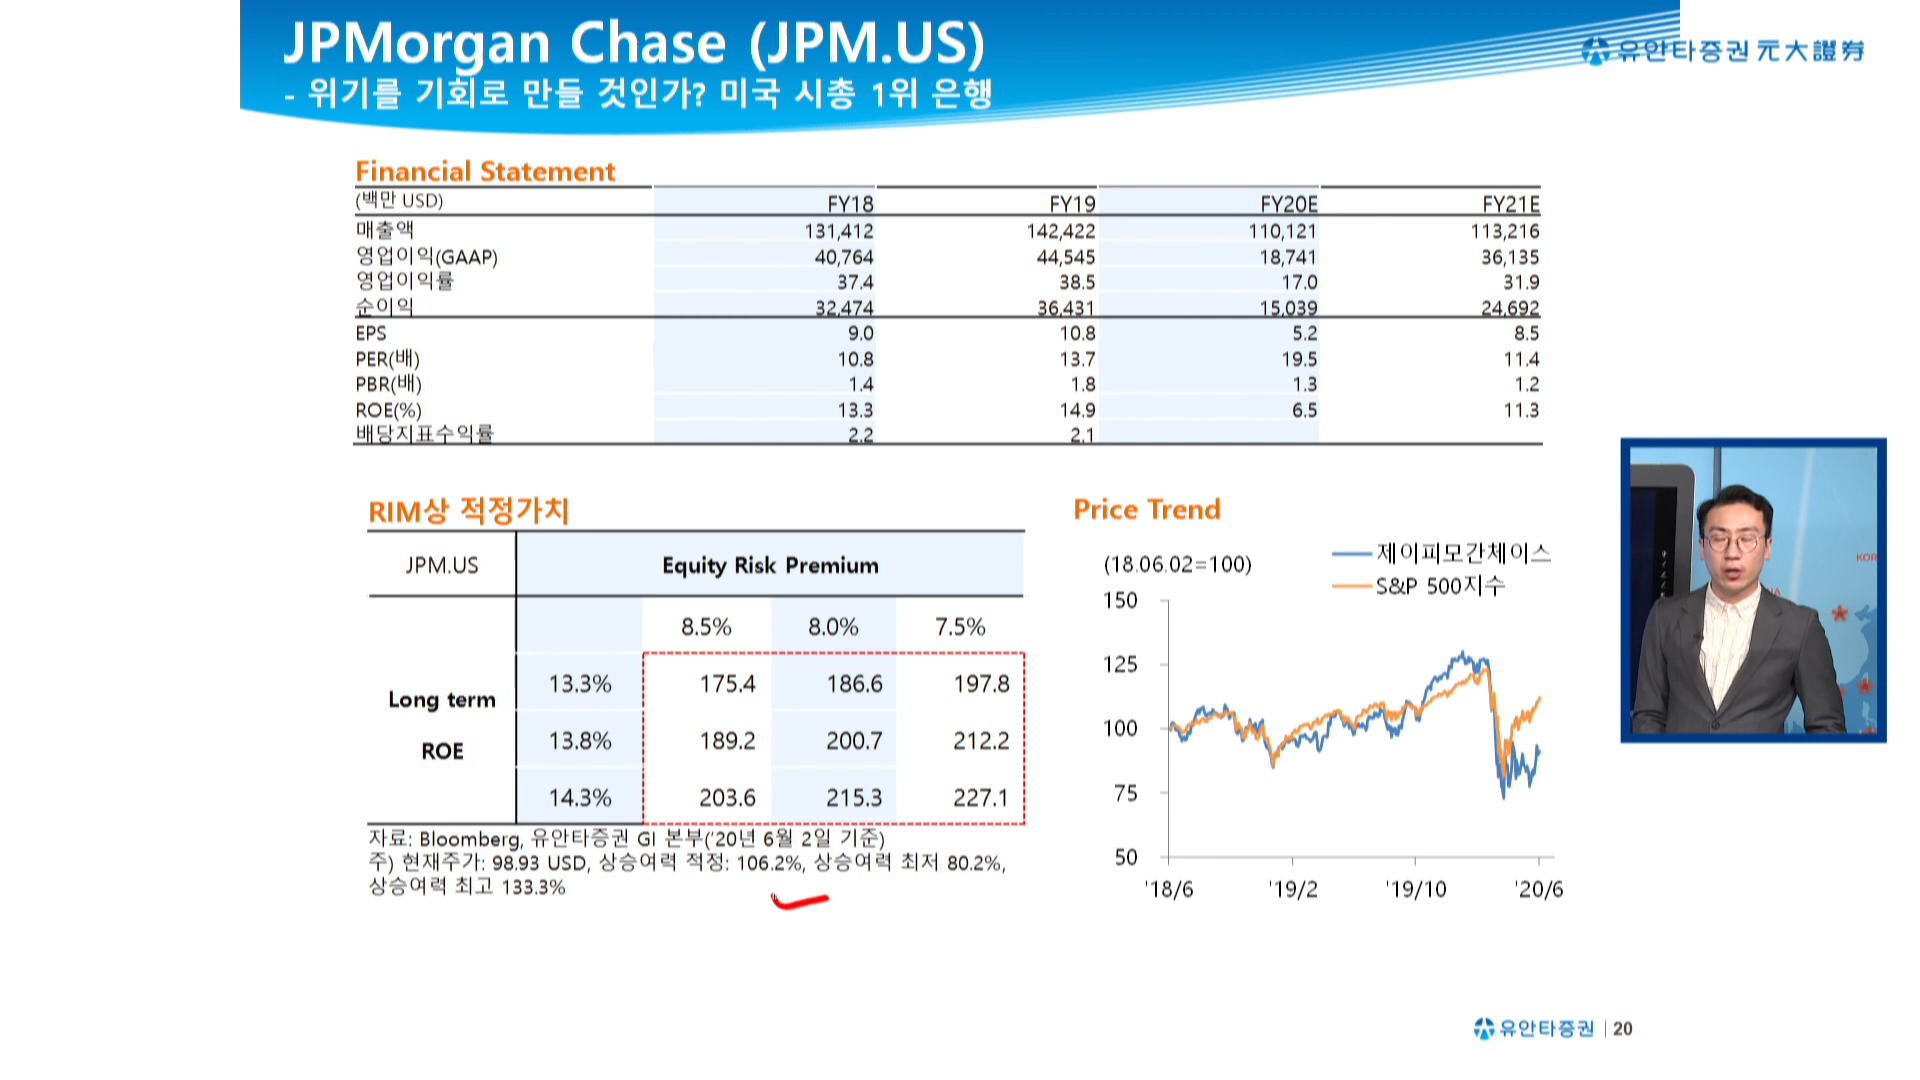 JPMorgan Chase (JPM.US)
- 위기를 기회로 만들 것인가? 미국 시총 1위 은행
유안타증권 元大證券
Financial Statement
(백만 USD) FY18 FY19 FY20E FY21E
매출액 131,412 142,422 110,121 113,216
영업이익(GAAP) 40,764 44,545 18,741 36,135
영업이익률 37.4 38.5 17.0 31.9
순이익 32,474 36,431 15,039 24,692
EPS 9.0 10.8 5.2 8.5
PER(배) 10.8 13.7 19.5 11.4
PBR(배) 1.4 1.8 1.3 1.2
ROE(%) 13.3 14.9 6.5 11.3
배당지표수익률 2.2 2.1
RIM상 적정가치
JPM.US Equity Risk Premium
8.5% 8.0% 7.5%
Long term ROE
13.3% 175.4 186.6 197.8
13.8% 189.2 200.7 212.2
14.3% 203.6 215.3 227.1
자료: Bloomberg, 유안타증권 GI 본부('20년 6월 2일 기준)
주) 현재주가: 98.93 USD, 상승여력 적정: 106.2%, 상승여력 최저 80.2%,
상승여력 최고 133.3%
Price Trend
(18.06.02=100)
제이피모간체이스
S&P 500지수
150
125
100
75
50
'18/6 '19/2 '19/10 '20/6
KOR
유안타증권 | 20